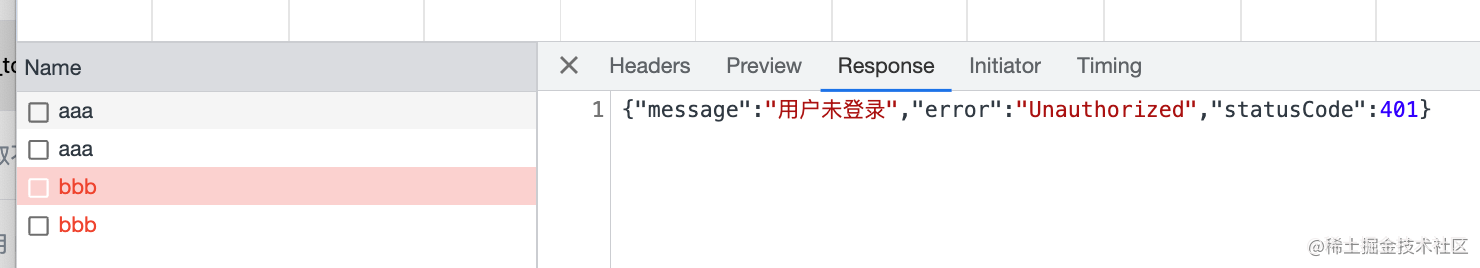 Name
Headers Preview Response Initiator Timing
aaa
aaa
bbb
bbb
1 {"message":"用户未登录","error":"Unauthorized","statusCode":401}
@稀土掘金技术社区